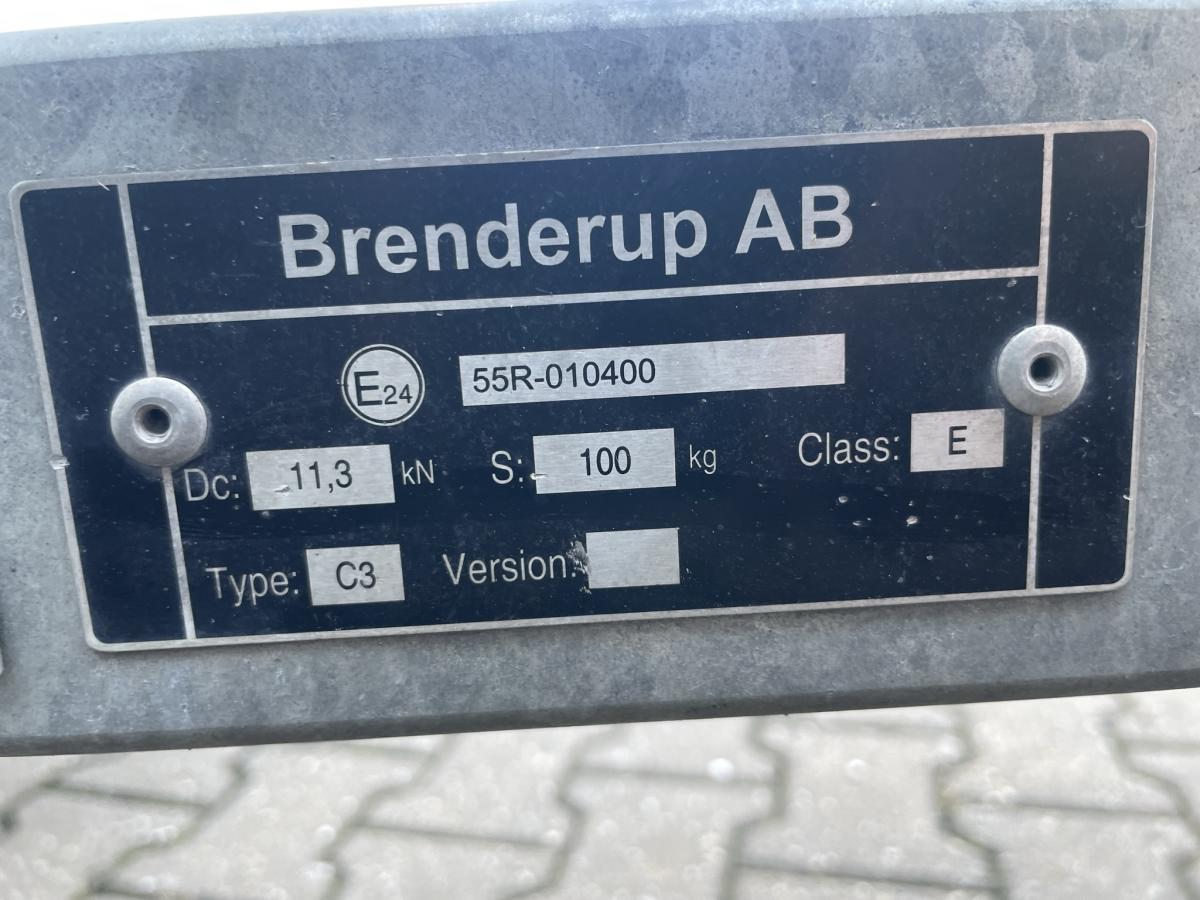 Brenderup AB
E24 55R-010400
Dc: 11,3 kN S: 100 kg Class: E
Type: C3 Version: